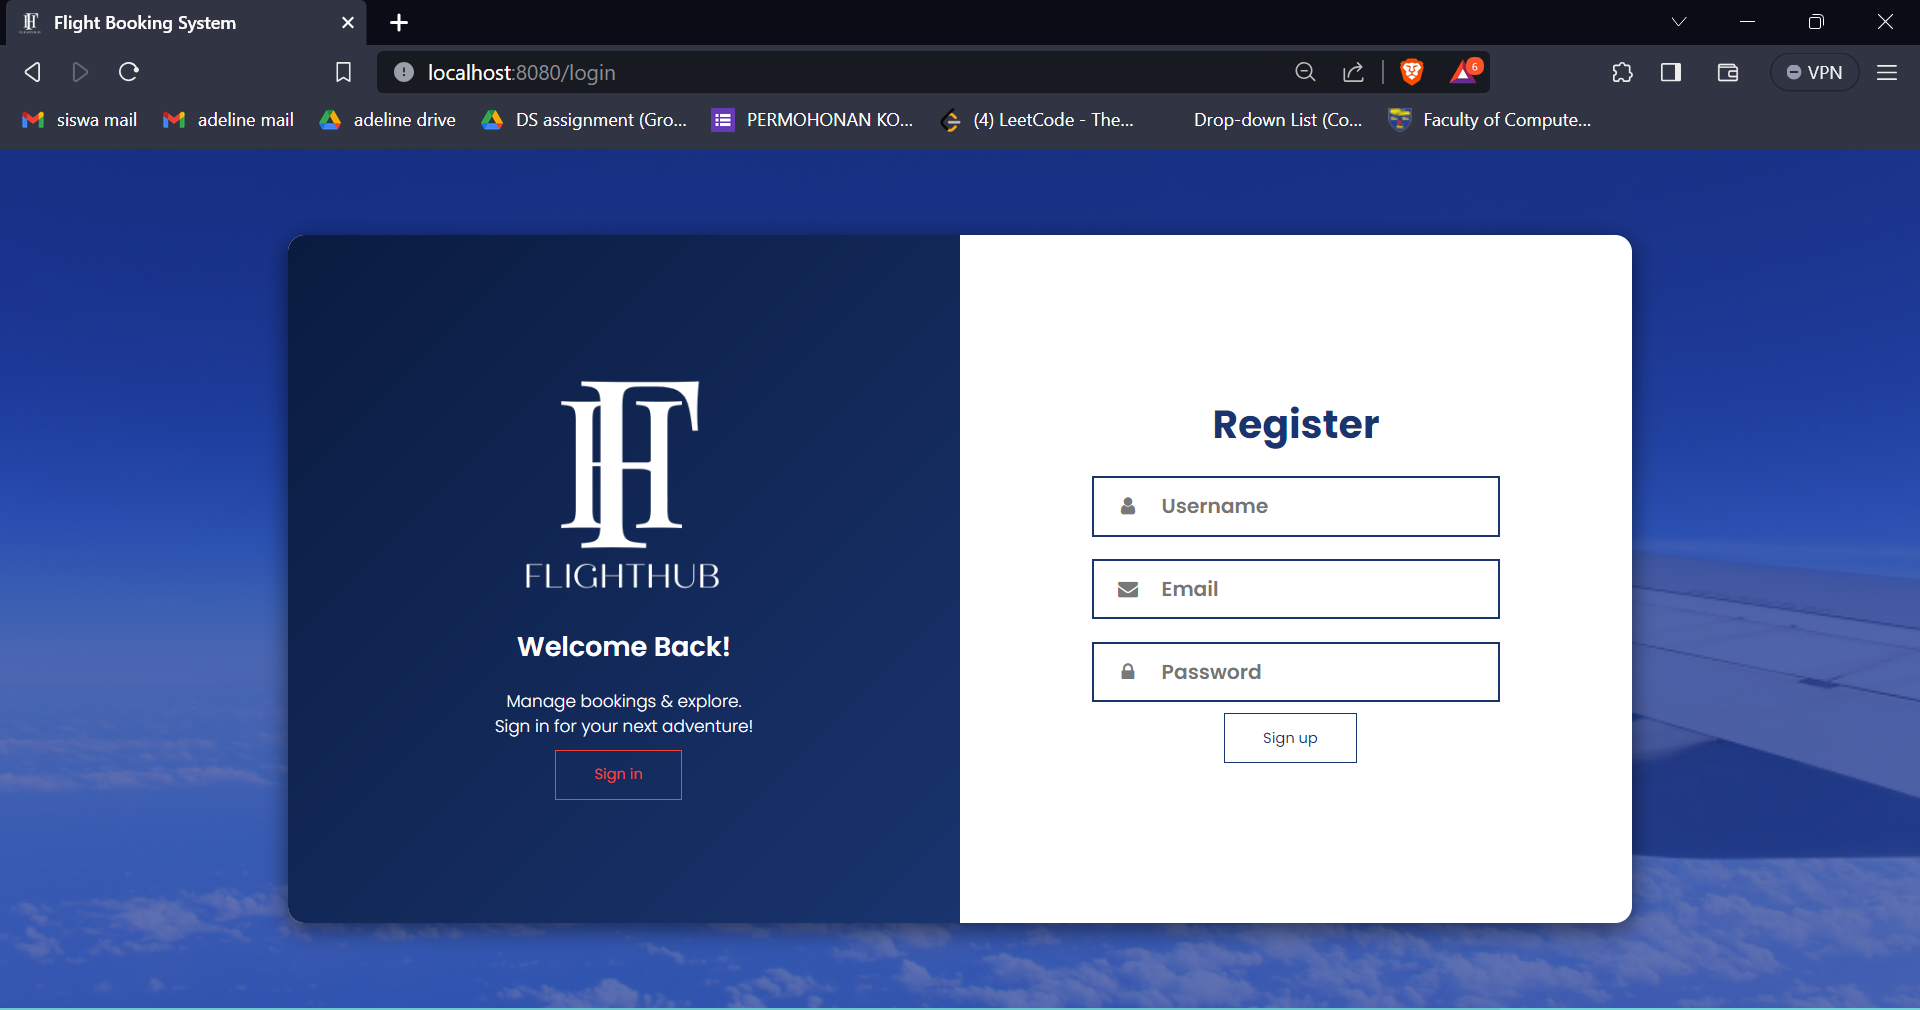 Flight Booking System
localhost:8080/login
6
VPN
siswa mail
adeline mail
adeline drive
DS assignment (Gro...
PERMOHONAN KO...
(4) LeetCode - The...
Drop-down List (Co...
Faculty of Compute...
FH
FLIGHTHUB
Welcome Back!
Manage bookings & explore.
Sign in for your next adventure!
Sign in
Register
Username
Email
Password
Sign up